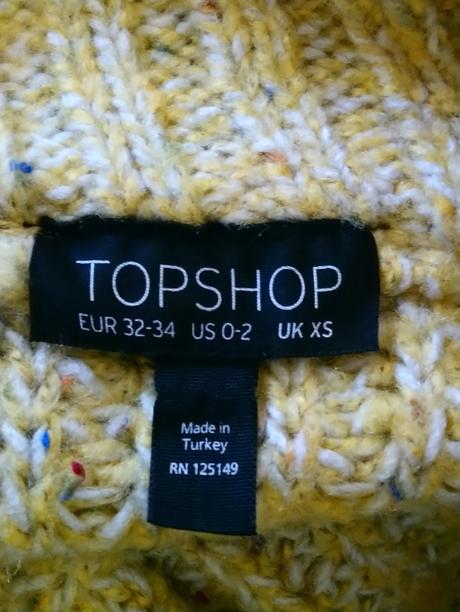 TOPSHOP
EUR 32-34 US 0-2 UK XS
Made in
Turkey
RN 125149